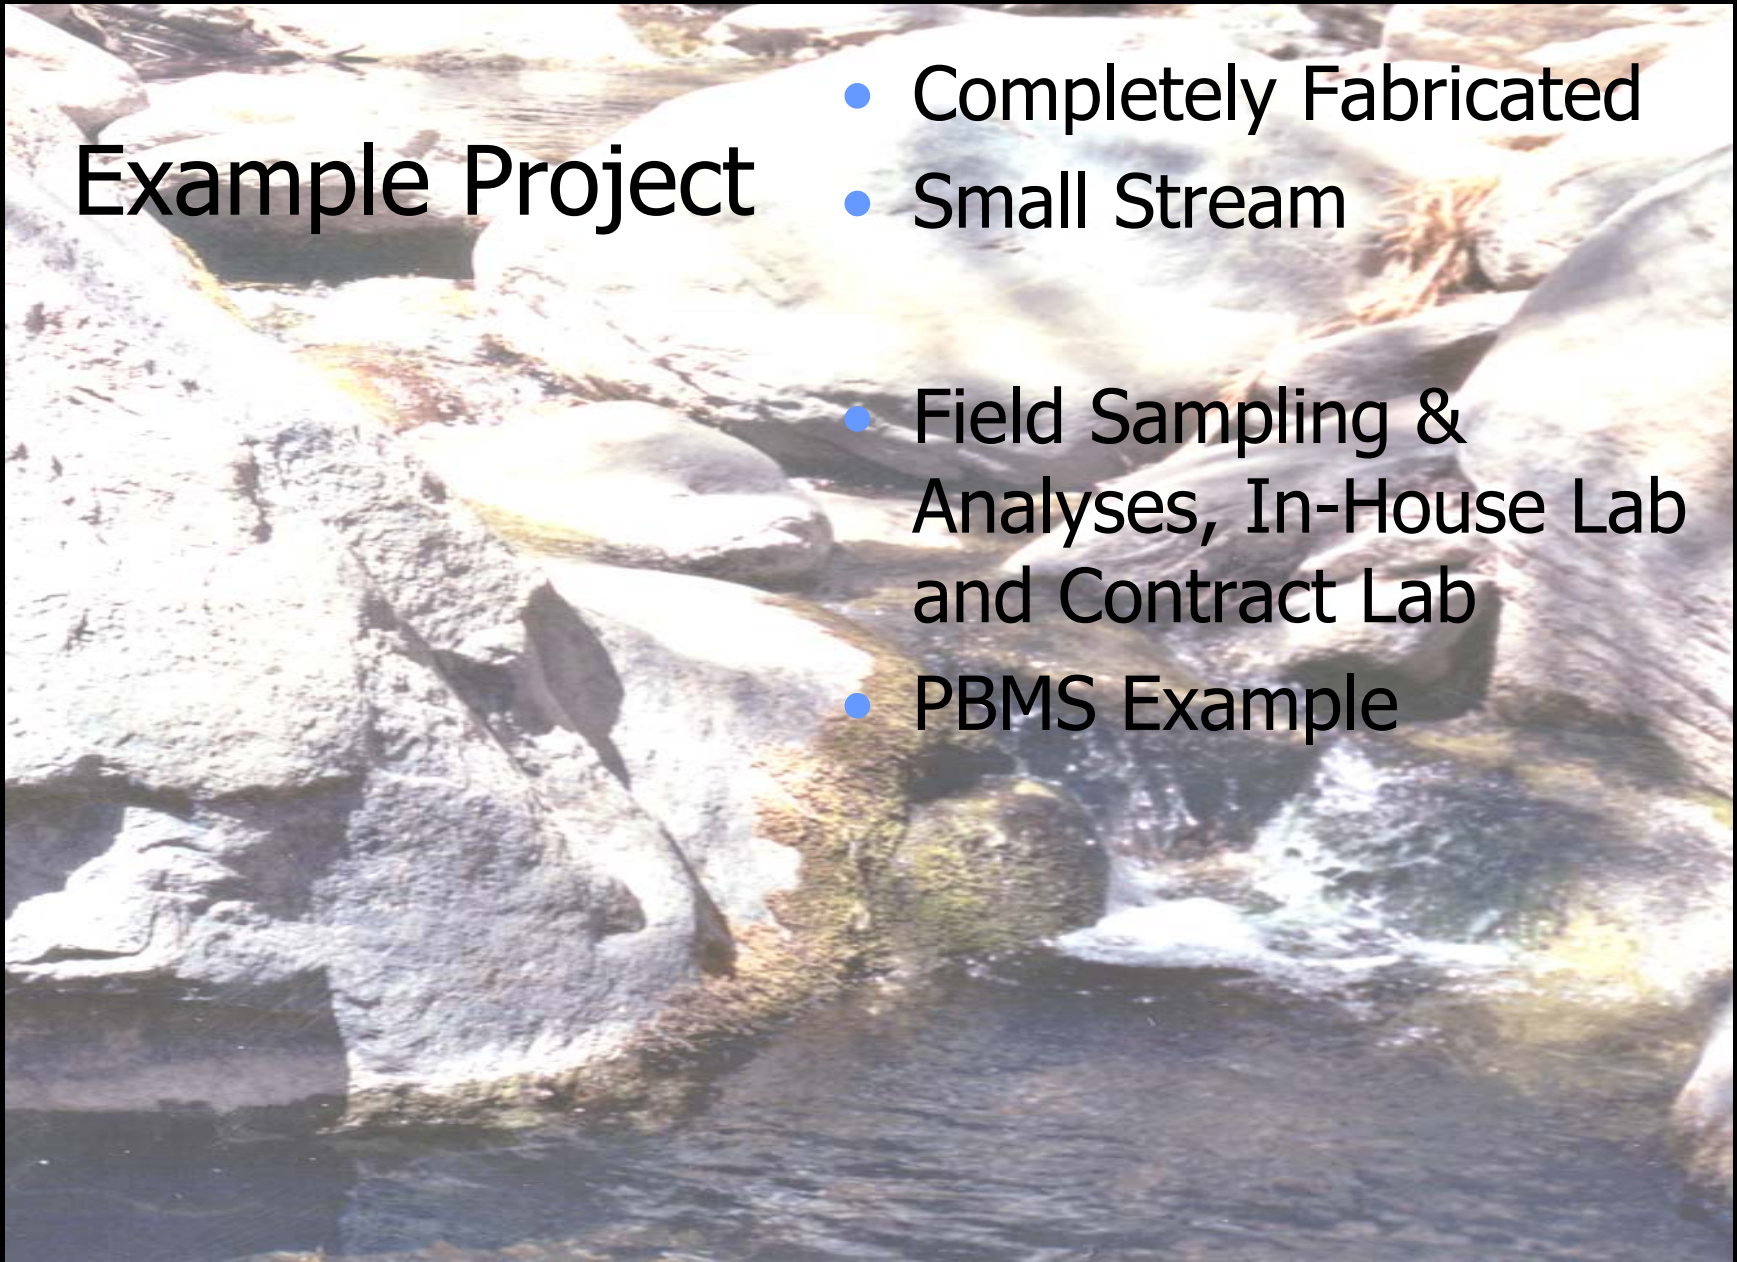 Example Project
• Completely Fabricated
• Small Stream
• Field Sampling &
Analyses, In-House Lab
and Contract Lab
• PBMS Example